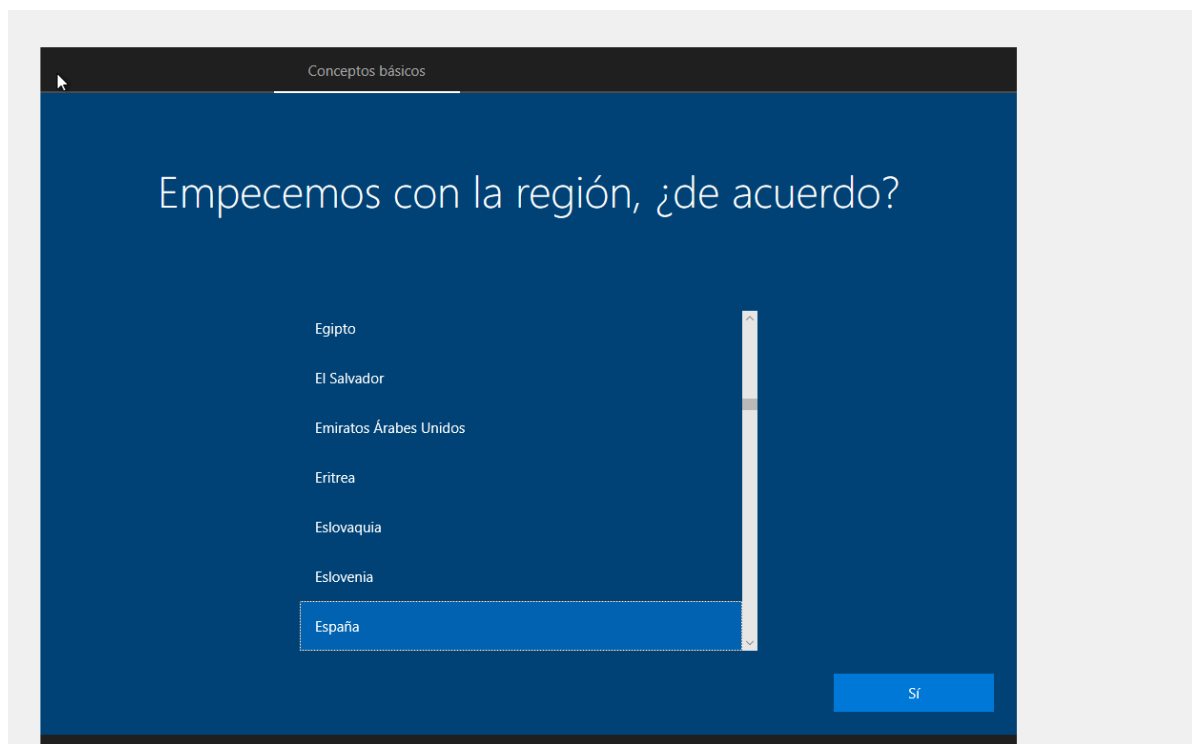 Conceptos básicos
Empecemos con la región, ¿de acuerdo?
Egipto
El Salvador
Emiratos Árabes Unidos
Eritrea
Eslovaquia
Eslovenia
España
Sí